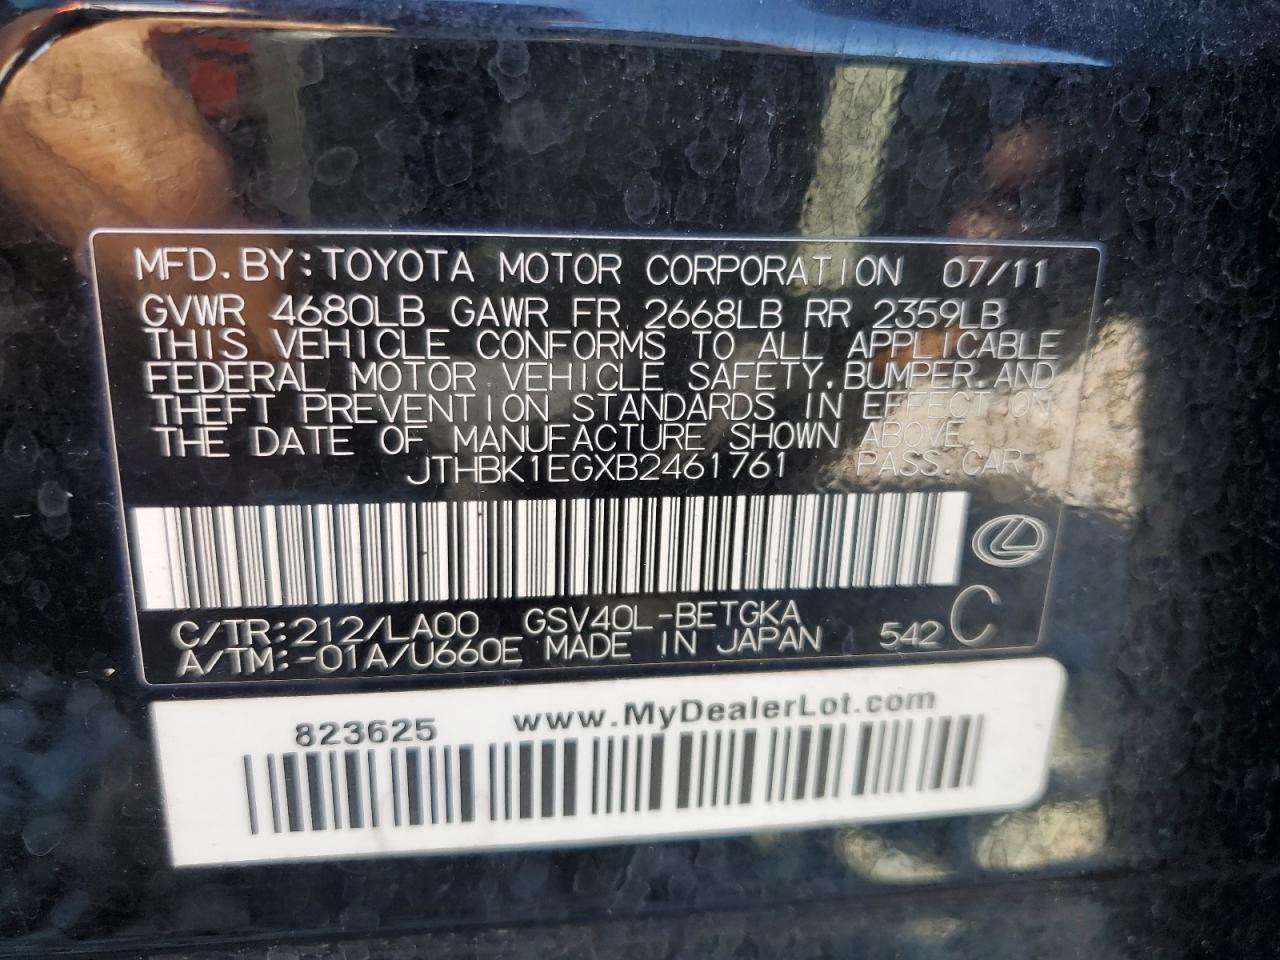 MFD.BY:TOYOTA MOTOR CORPORATION 07/11
GVWR 4680LB GAWR FR 2668LB RR 2359LB
THIS VEHICLE CONFORMS TO ALL APPLICABLE
FEDERAL MOTOR VEHICLE SAFETY,BUMPER,AND
THEFT PREVENTION STANDARDS IN EFFECT ON
THE DATE OF MANUFACTURE SHOWN ABOVE.
JTHBK1EGXB2461761 PASS.CAR
C/TR:212/LA00 GSV40L-BETGKA
A/TM:-01A/U660E MADE IN JAPAN 542 C
823625 www.MyDealerLot.com